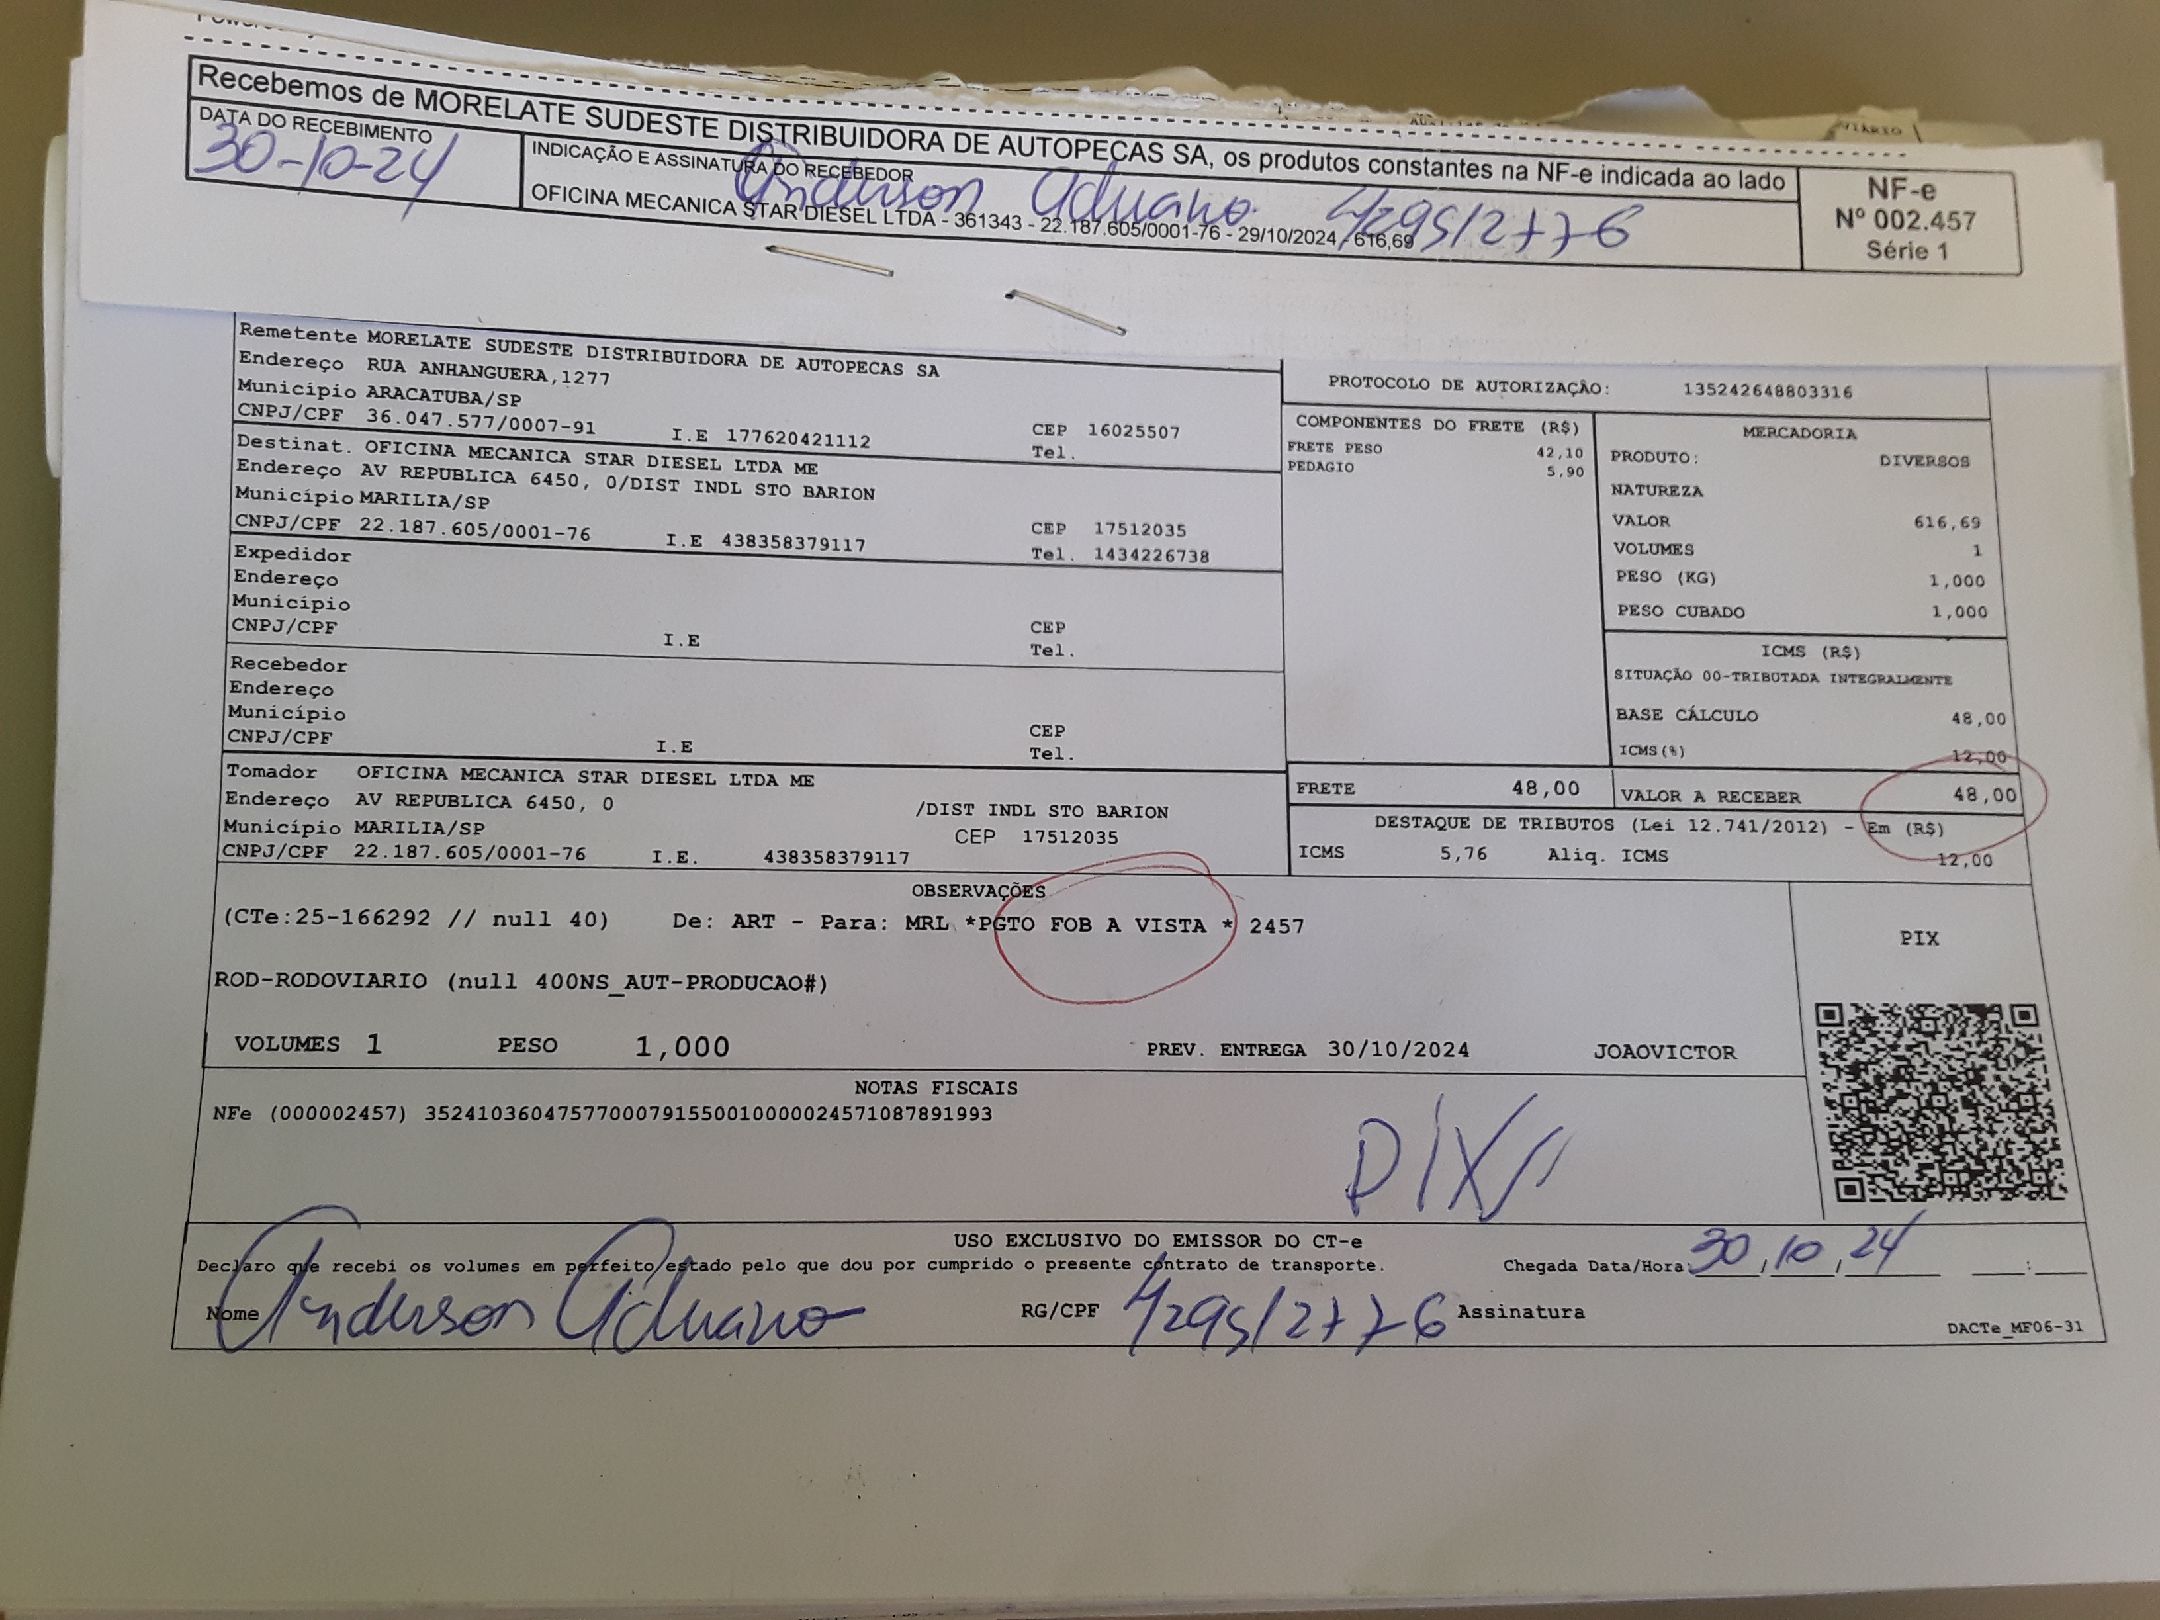 Recebemos de MORELATE SUDESTE DISTRIBUIDORA DE AUTOPECAS SA, os produtos constantes na NF-e indicada ao lado
DATA DO RECEBIMENTO
30-10-24
INDICAÇÃO E ASSINATURA DO RECEBEDOR
Anderson
OFICINA MECANICA STAR DIESEL LTDA - 361343 - 22.187.605/0001-76 - 29/10/2024 616,69
NF-e
Nº 002.457
Série 1
Remetente MORELATE SUDESTE DISTRIBUIDORA DE AUTOPECAS SA
Endereço RUA ANHANGUERA,1277
Município ARACATUBA/SP
CNPJ/CPF 36.047.577/0007-91 I.E 177620421112 CEP 16025507
Tel.
Destinat. OFICINA MECANICA STAR DIESEL LTDA ME
Endereço AV REPUBLICA 6450, 0/DIST INDL STO BARION
Município MARILIA/SP CEP 17512035
CNPJ/CPF 22.187.605/0001-76 I.E 438358379117 Tel. 1434226738
Expedidor
Endereço
Município
CNPJ/CPF I.E CEP
Tel.
Recebedor
Endereço
Município
CNPJ/CPF I.E CEP
Tel.
Tomador OFICINA MECANICA STAR DIESEL LTDA ME
Endereço AV REPUBLICA 6450, 0 /DIST INDL STO BARION
Município MARILIA/SP CEP 17512035
CNPJ/CPF 22.187.605/0001-76 I.E. 438358379117
PROTOCOLO DE AUTORIZAÇÃO: 135242648803316
COMPONENTES DO FRETE (R$)
FRETE PESO 42,10
PEDAGIO 5,90
MERCADORIA
PRODUTO: DIVERSOS
NATUREZA
VALOR 616,69
VOLUMES 1
PESO (KG) 1,000
PESO CUBADO 1,000
ICMS (R$)
SITUAÇÃO 00-TRIBUTADA INTEGRALMENTE
BASE CÁLCULO 48,00
ICMS(%) 12,00
FRETE 48,00 VALOR A RECEBER 48,00
DESTAQUE DE TRIBUTOS (Lei 12.741/2012) - Em (R$)
ICMS 5,76 Aliq. ICMS 12,00
OBSERVAÇÕES
(CTe:25-166292 // null 40) De: ART - Para: MRL *PGTO FOB A VISTA * 2457
ROD-RODOVIARIO (null 400NS_AUT-PRODUCAO#)
PIX
VOLUMES 1 PESO 1,000 PREV. ENTREGA 30/10/2024 JOAOVICTOR
NOTAS FISCAIS
NFe (000002457) 35241036047577000791550010000024571087891993
PIX
USO EXCLUSIVO DO EMISSOR DO CT-e
Declaro que recebi os volumes em perfeito estado pelo que dou por cumprido o presente contrato de transporte. Chegada Data/Hora: 30,10,24 :
Nome Anderson RG/CPF Assinatura
DACTe_MF06-31